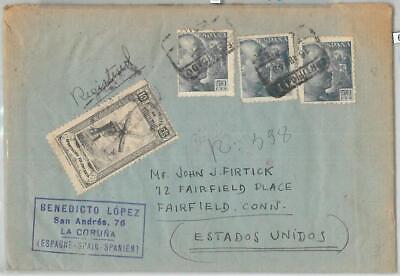 ESPAÑA
ESPAÑA
ESPAÑA
Registered
R: 398
MR. JOHN J. FIRTICK
72 FAIRFIELD PLACE
FAIRFIELD, CONN.
(ESTADOS UNIDOS)
BENEDICTO LÓPEZ
San Andrés, 76
LA CORUÑA
(ESPAGNE-SPAIN-SPANIEN)